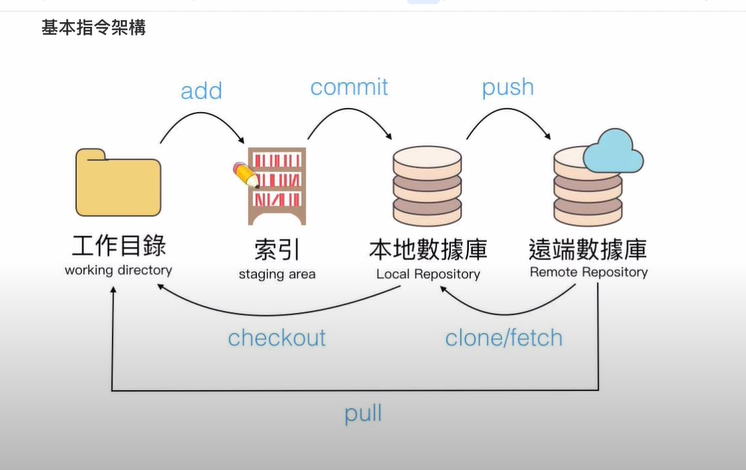 基本指令架構
add
commit
push
工作目錄
working directory
索引
staging area
本地數據庫
Local Repository
遠端數據庫
Remote Repository
checkout
clone/fetch
pull